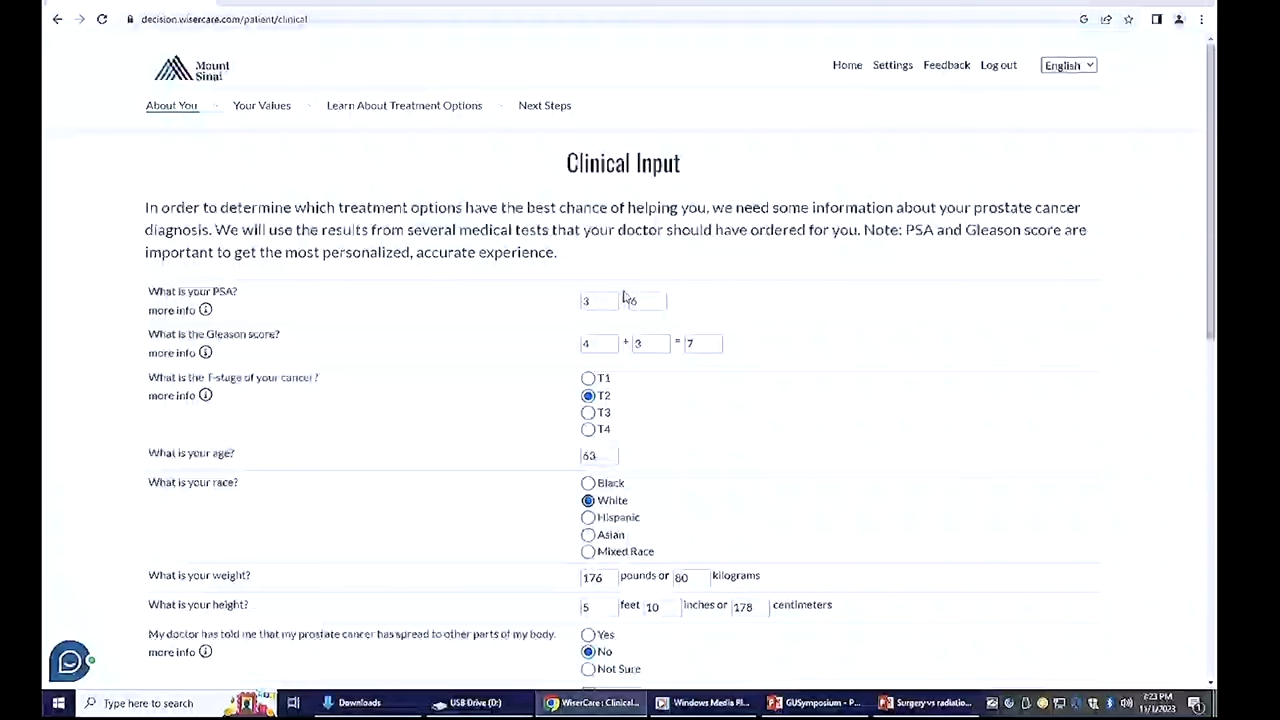 decision.wisercare.com/patient/clinical
Mount
Sinai
Home Settings Feedback Log out English
About You Your Values Learn About Treatment Options Next Steps
Clinical Input
In order to determine which treatment options have the best chance of helping you, we need some information about your prostate cancer
diagnosis. We will use the results from several medical tests that your doctor should have ordered for you. Note: PSA and Gleason score are
important to get the most personalized, accurate experience.
What is your PSA?
more info
3 6
What is the Gleason score?
more info
4 + 3 = 7
What is the T-stage of your cancer?
more info
T1
T2
T3
T4
What is your age?
63
What is your race?
Black
White
Hispanic
Asian
Mixed Race
What is your weight? 176 pounds or 80 kilograms
What is your height? 5 feet 10 inches or 178 centimeters
My doctor has told me that my prostate cancer has spread to other parts of my body.
more info
Yes
No
Not Sure
Type here to search Downloads USB Drive (D:) WiserCare : Clinical... Windows Media Pl... GUSymposium - P... Surgery vs radiatio...
7:23 PM
11/1/2023